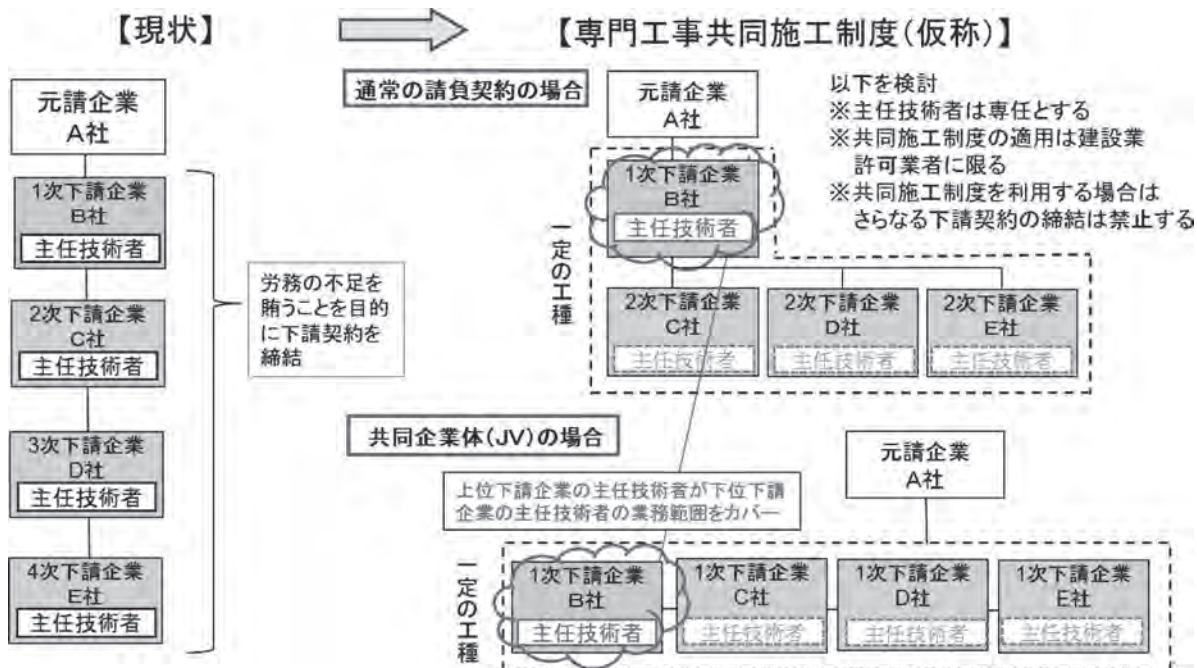 【現状】
【専門工事共同施工制度(仮称)】
元請企業
A社
1次下請企業
B社
主任技術者
2次下請企業
C社
主任技術者
3次下請企業
D社
主任技術者
4次下請企業
E社
主任技術者
労務の不足を
賄うことを目的
に下請契約を
締結
通常の請負契約の場合
元請企業
A社
以下を検討
※主任技術者は専任とする
※共同施工制度の適用は建設業
許可業者に限る
※共同施工制度を利用する場合は
さらなる下請契約の締結は禁止する
一定の工種
1次下請企業
B社
主任技術者
2次下請企業
C社
主任技術者
2次下請企業
D社
主任技術者
2次下請企業
E社
主任技術者
共同企業体(JV)の場合
上位下請企業の主任技術者が下位下請
企業の主任技術者の業務範囲をカバー
元請企業
A社
一定の工種
1次下請企業
B社
主任技術者
1次下請企業
C社
主任技術者
1次下請企業
D社
主任技術者
1次下請企業
E社
主任技術者